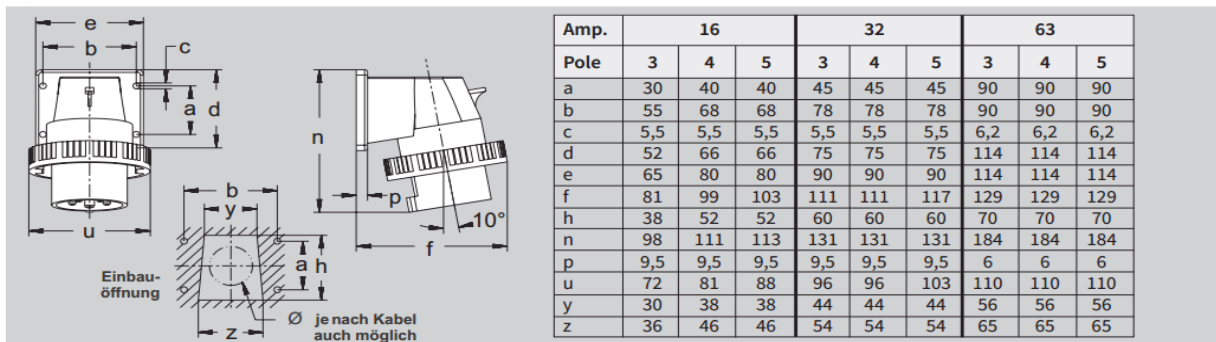 e
b
c
a
d
u
n
p
10°
f
b
y
a
h
Einbau-
öffnung
z
Ø je nach Kabel
auch möglich
Amp. 16 32 63
Pole 3 4 5 3 4 5 3 4 5
a 30 40 40 45 45 45 90 90 90
b 55 68 68 78 78 78 90 90 90
c 5,5 5,5 5,5 5,5 5,5 5,5 6,2 6,2 6,2
d 52 66 66 75 75 75 114 114 114
e 65 80 80 90 90 90 114 114 114
f 81 99 103 111 111 117 129 129 129
h 38 52 52 60 60 60 70 70 70
n 98 111 113 131 131 131 184 184 184
p 9,5 9,5 9,5 9,5 9,5 9,5 6 6 6
u 72 81 88 96 96 103 110 110 110
y 30 38 38 44 44 44 56 56 56
z 36 46 46 54 54 54 65 65 65